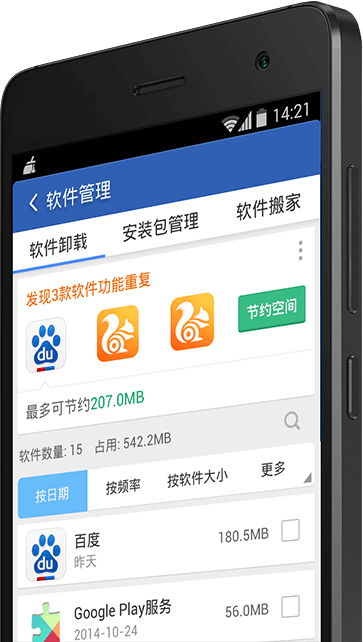 14:21
软件管理
软件卸载 安装包管理 软件搬家
发现3款软件功能重复
du
节约空间
最多可节约207.0MB
软件数量: 15 占用: 542.2MB
按日期 按频率 按软件大小 更多
du
百度 180.5MB
昨天
Google Play服务 56.0MB
2014-10-24